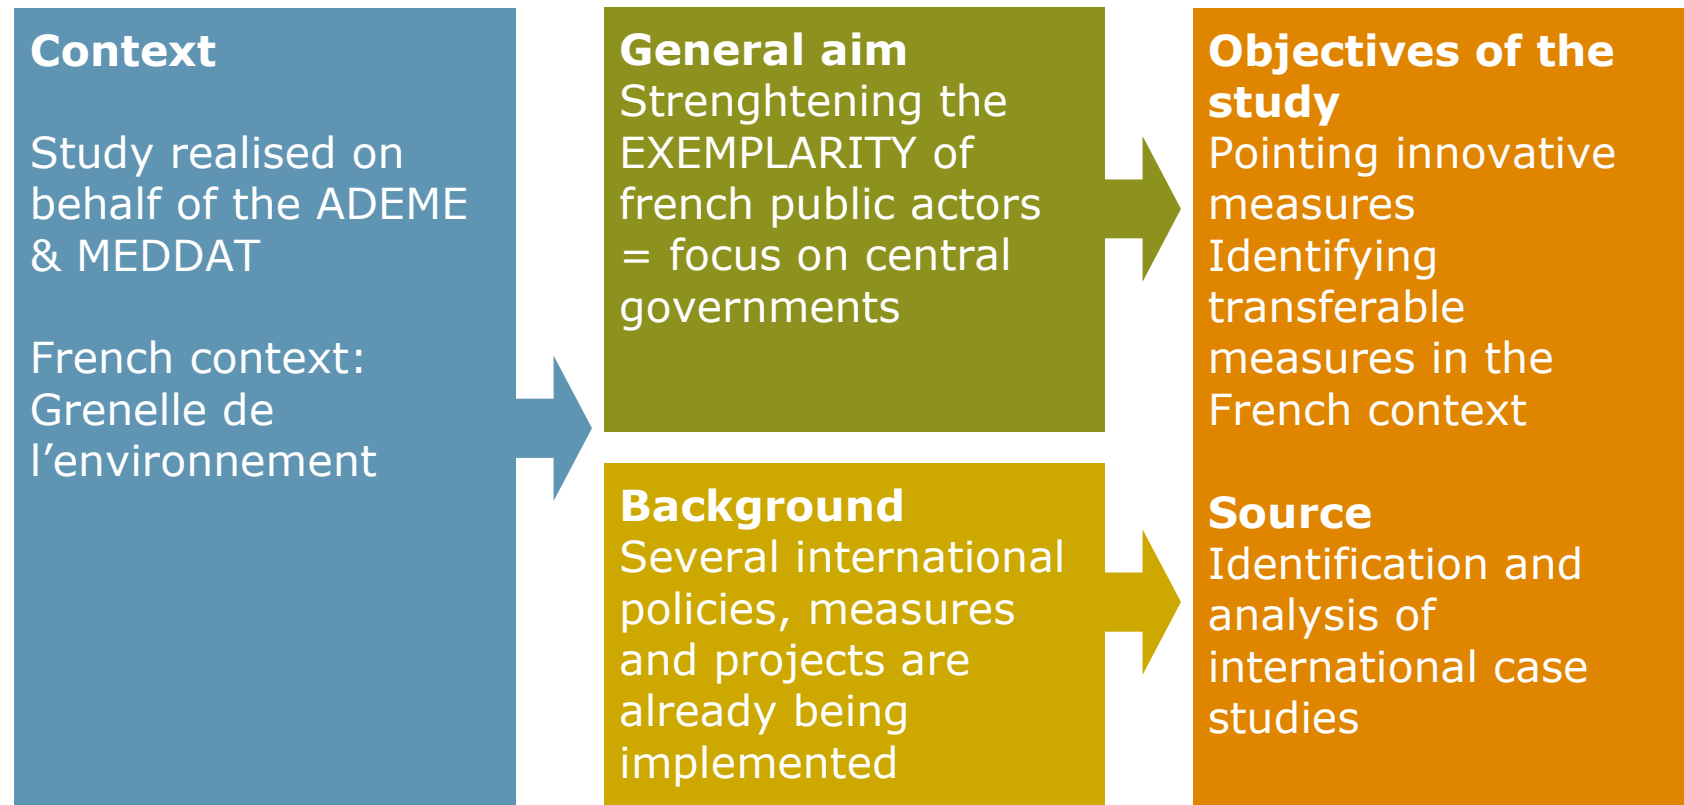 Context
Study realised on
behalf of the ADEME
& MEDDAT
French context:
Grenelle de
l’environnement
General aim
Strenghtening the
EXEMPLARITY of
french public actors
= focus on central
governments
Background
Several international
policies, measures
and projects are
already being
implemented
Objectives of the
study
Pointing innovative
measures
Identifying
transferable
measures in the
French context
Source
Identification and
analysis of
international case
studies